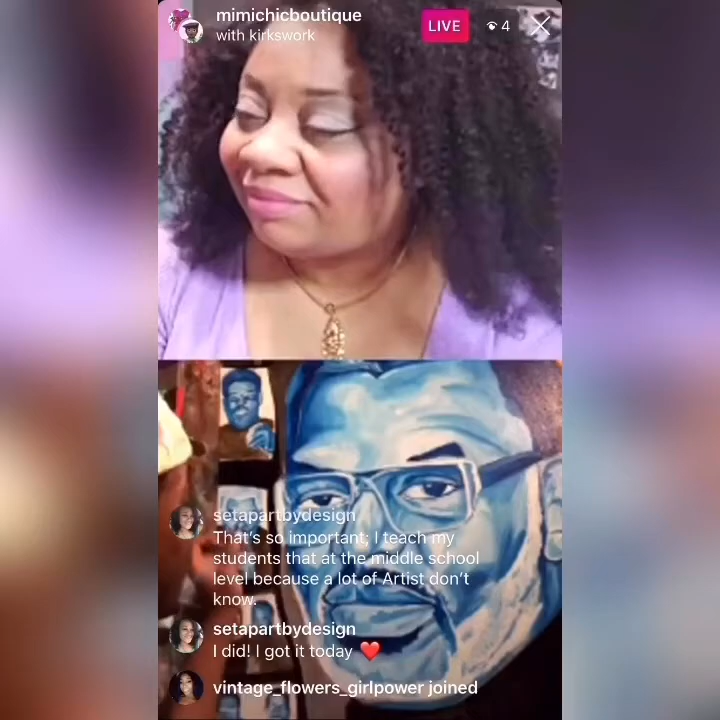 mimichicboutique
with kirkswork
LIVE
4
setapartbydesign
That's so important; I teach my
students that at the middle school
level because a lot of Artist don't
know.
setapartbydesign
I did! I got it today ❤️
vintage_flowers_girlpower joined